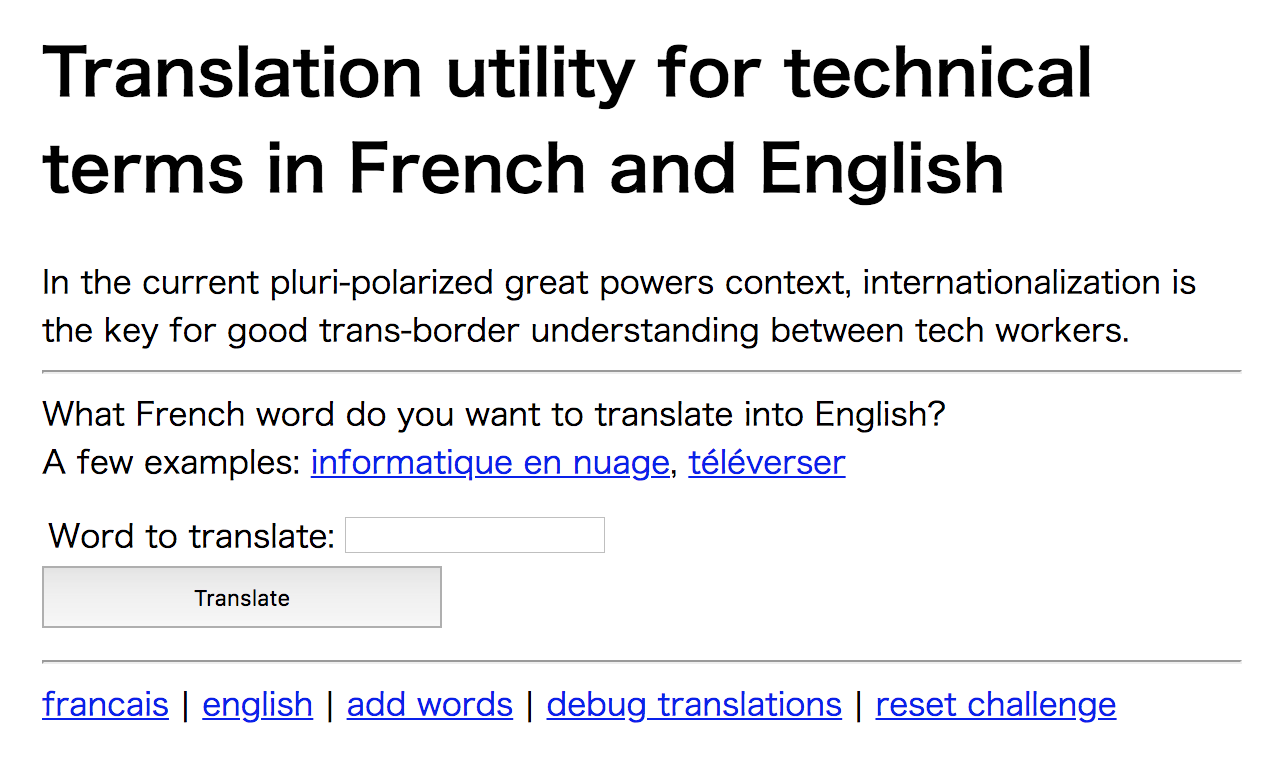 Translation utility for technical
terms in French and English
In the current pluri-polarized great powers context, internationalization is
the key for good trans-border understanding between tech workers.
What French word do you want to translate into English?
A few examples: informatique en nuage, téléverser
Word to translate:
Translate
francais | english | add words | debug translations | reset challenge